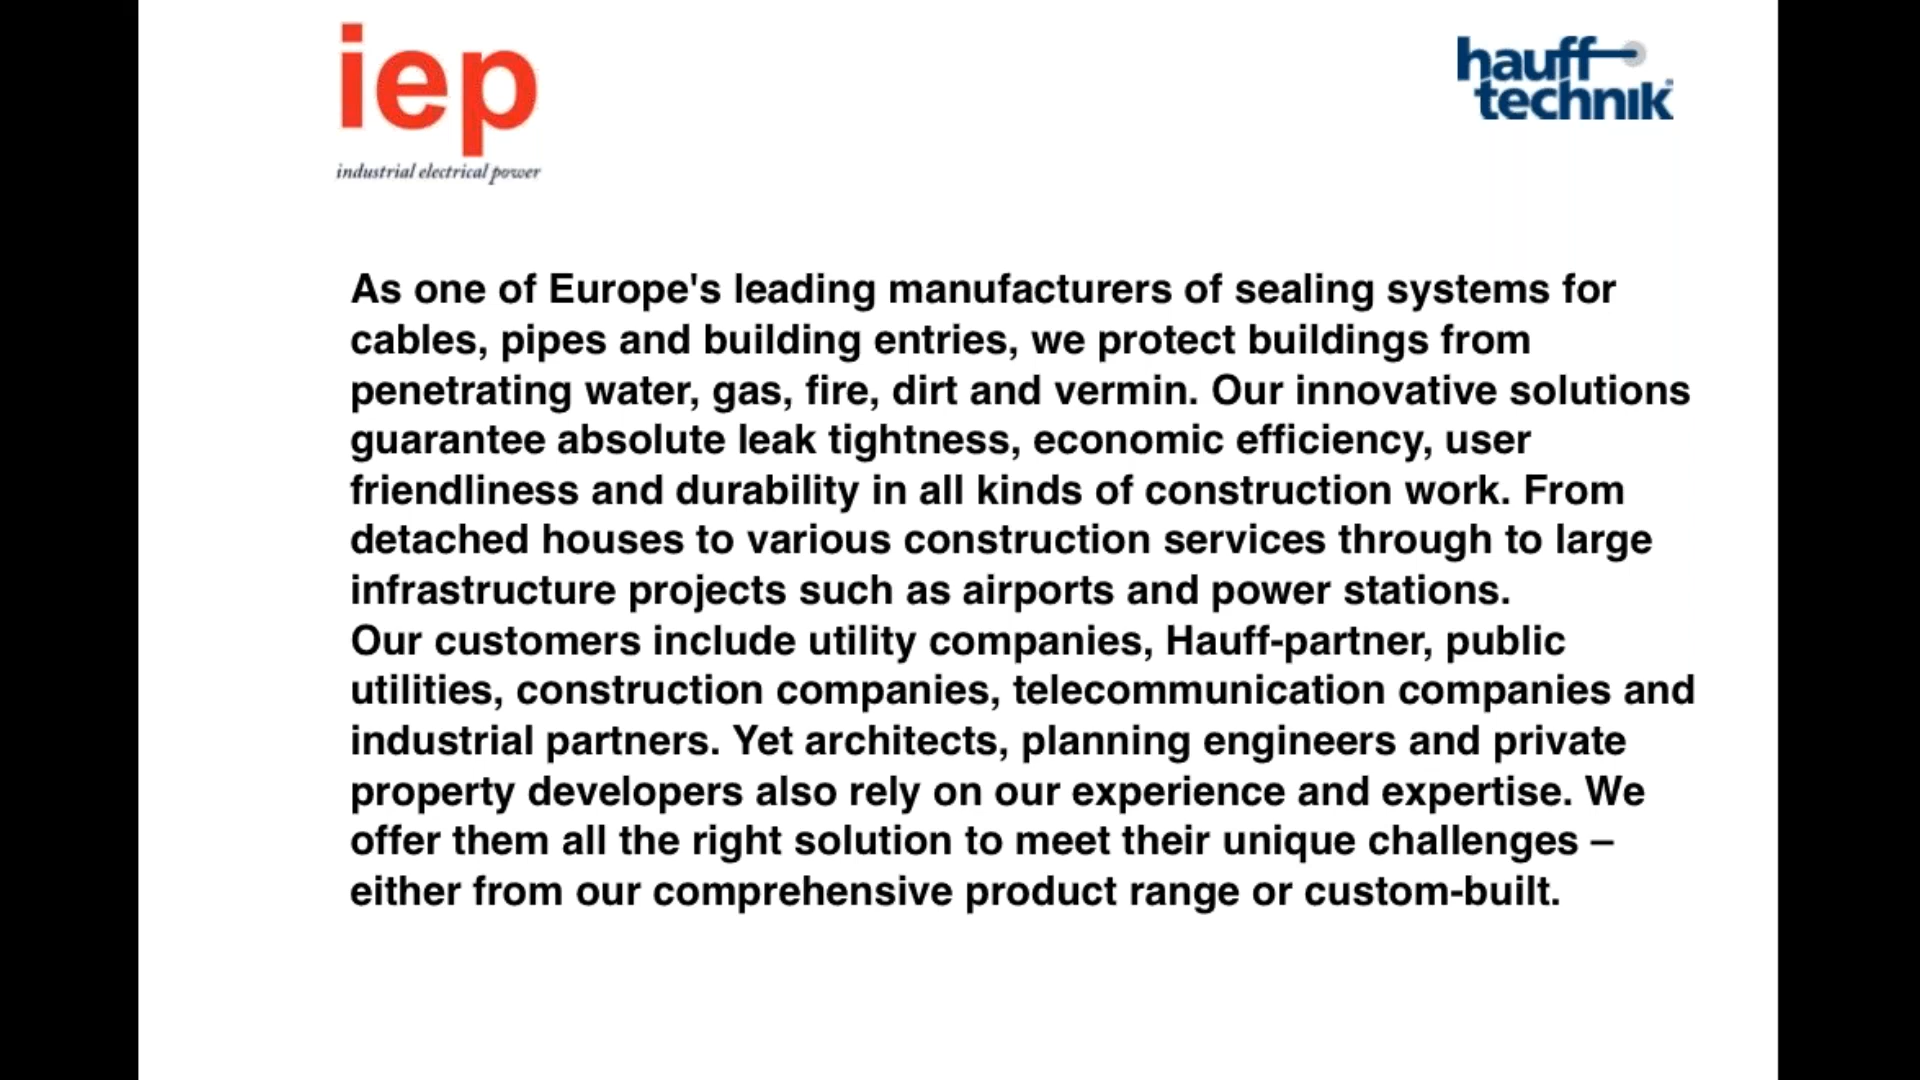 iep
industrial electrical power
hauff
technik
As one of Europe's leading manufacturers of sealing systems for
cables, pipes and building entries, we protect buildings from
penetrating water, gas, fire, dirt and vermin. Our innovative solutions
guarantee absolute leak tightness, economic efficiency, user
friendliness and durability in all kinds of construction work. From
detached houses to various construction services through to large
infrastructure projects such as airports and power stations.
Our customers include utility companies, Hauff-partner, public
utilities, construction companies, telecommunication companies and
industrial partners. Yet architects, planning engineers and private
property developers also rely on our experience and expertise. We
offer them all the right solution to meet their unique challenges –
either from our comprehensive product range or custom-built.